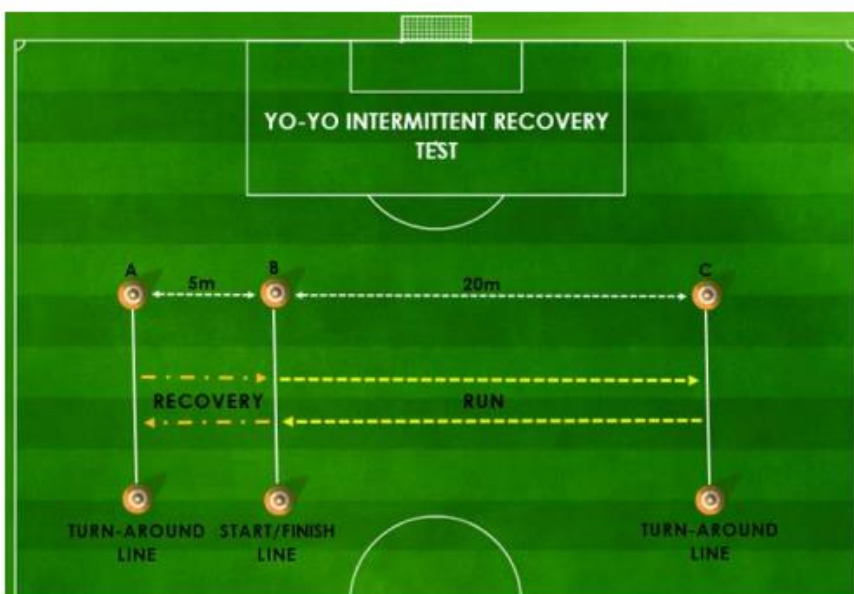 YO-YO INTERMITTENT RECOVERY
TEST
A
B
C
5m
20m
RECOVERY
RUN
TURN-AROUND
LINE
START/FINISH
LINE
TURN-AROUND
LINE